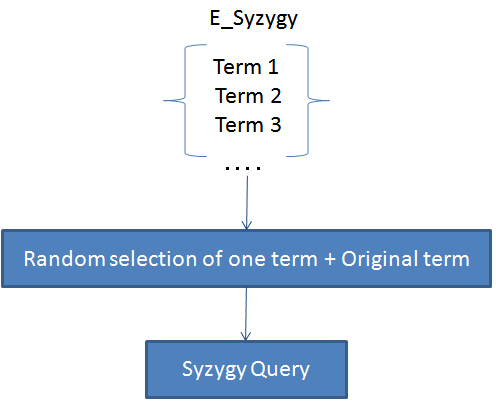 E_Syzygy
Term 1
Term 2
Term 3
....
Random selection of one term + Original term
Syzygy Query